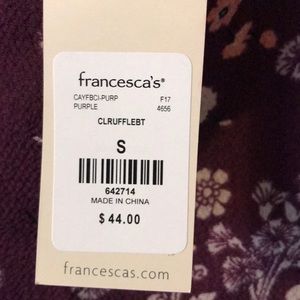 francesca's®
CAYFBCI-PURP F17
PURPLE 4656
CLRUFFLEBT
S
642714
MADE IN CHINA
$ 44.00
francescas.com